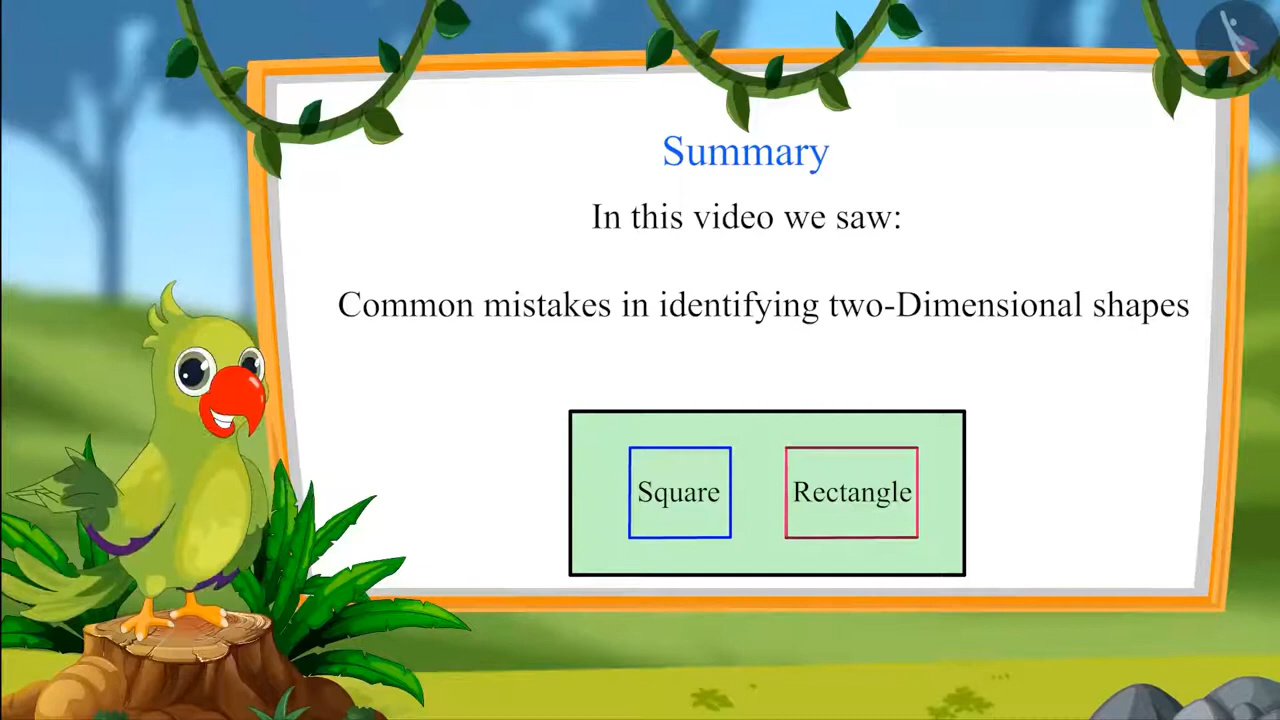 Summary
In this video we saw:
Common mistakes in identifying two-Dimensional shapes
Square
Rectangle